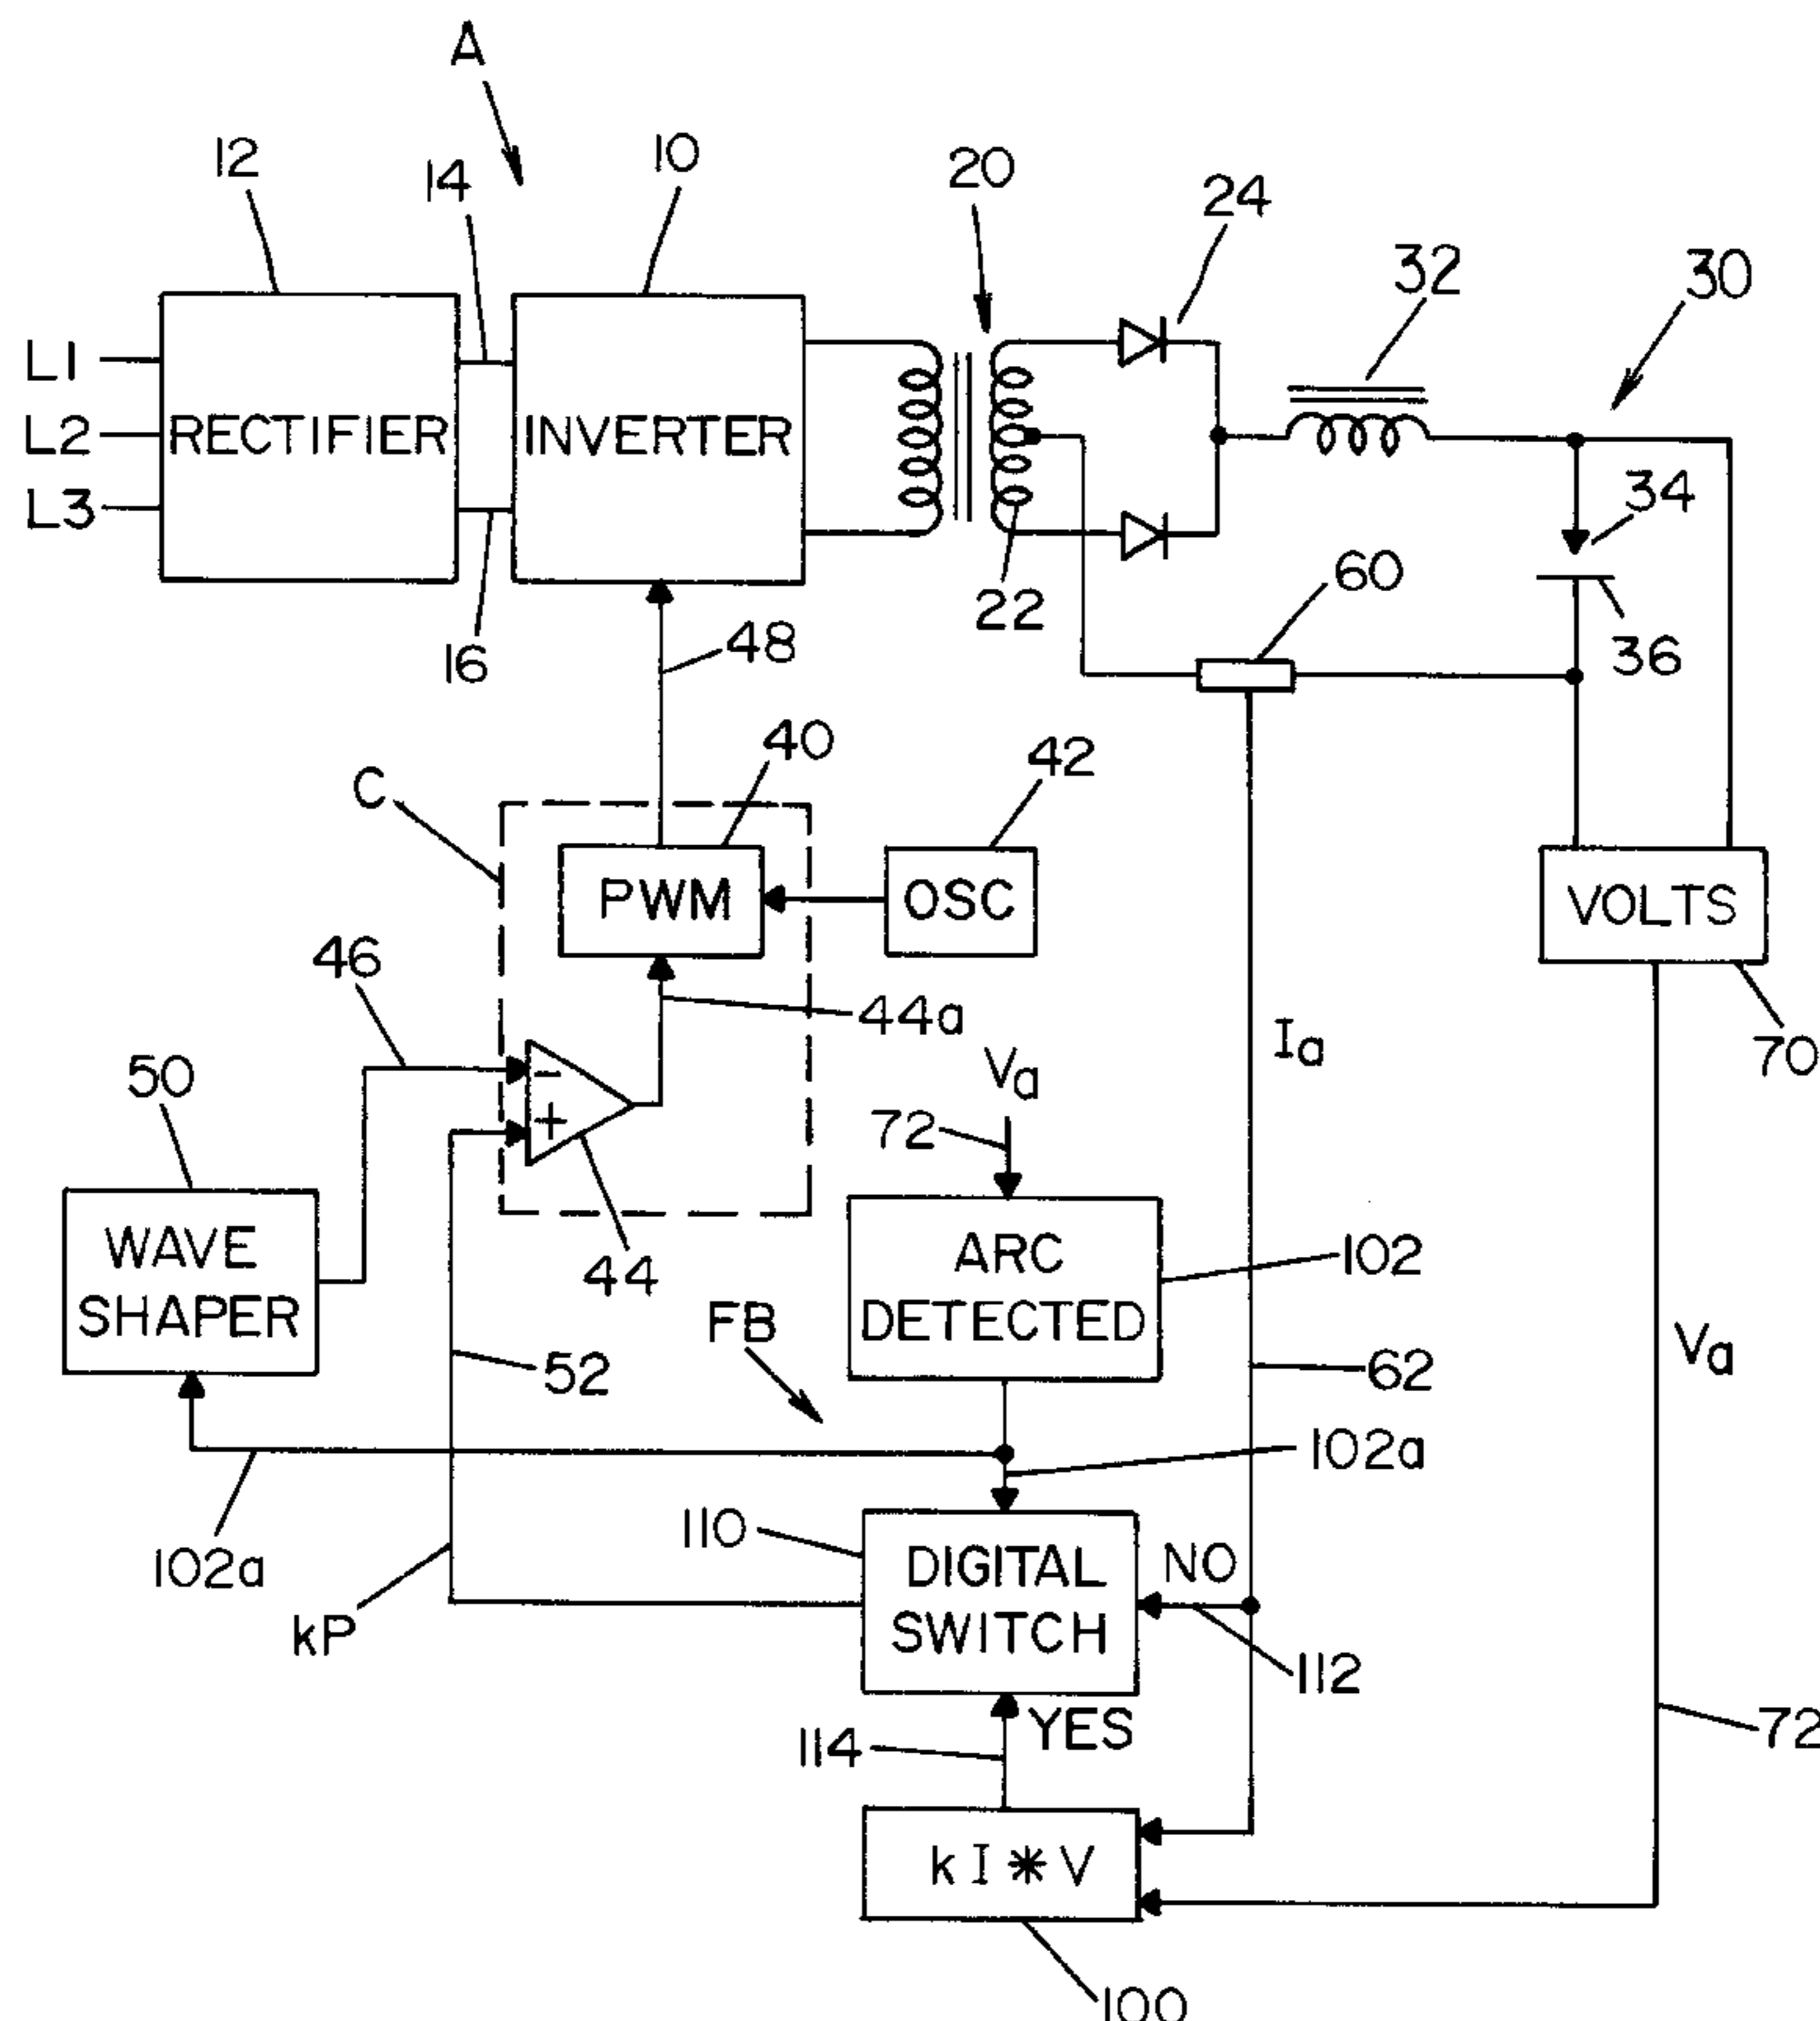 A
12
14
10
20
24
32
30
L1
L2
L3
RECTIFIER
INVERTER
34
60
22
36
16
48
40
42
C
PWM
OSC
VOLTS
46
44a
70
Ia
Va
72
50
-
+
WAVE
SHAPER
44
ARC
DETECTED
102
FB
Va
52
62
102a
110
102a
DIGITAL
SWITCH
NO
kP
112
YES
114
72
kI*V
100